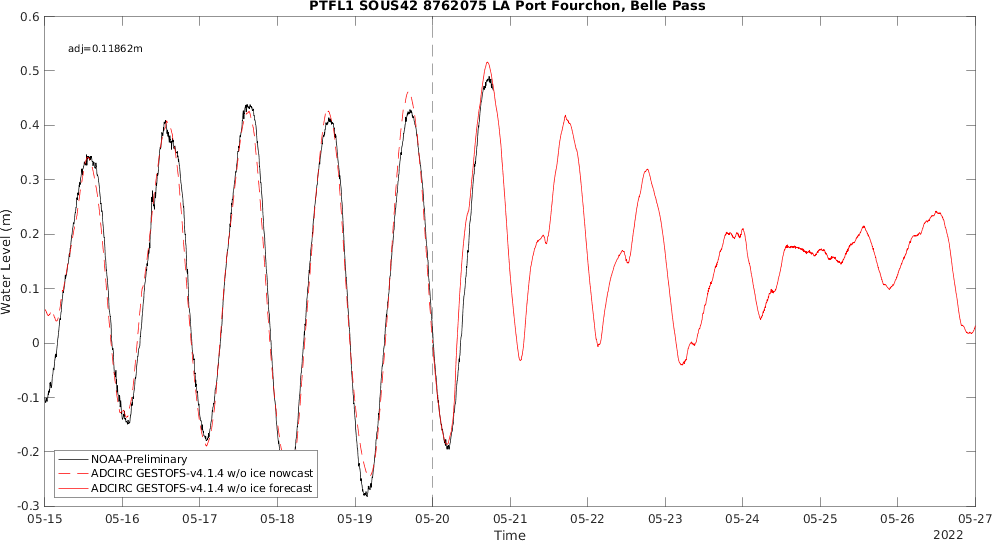 PTFL1 SOUS42 8762075 LA Port Fourchon, Belle Pass
0.6
adj=0.11862m
0.5
0.4
0.3
0.2
Water Level (m)
0.1
0
-0.1
-0.2
NOAA-Preliminary
ADCIRC GESTOFS-v4.1.4 w/o ice nowcast
ADCIRC GESTOFS-v4.1.4 w/o ice forecast
-0.3
05-15 05-16 05-17 05-18 05-19 05-20 05-21 05-22 05-23 05-24 05-25 05-26 05-27
Time
2022